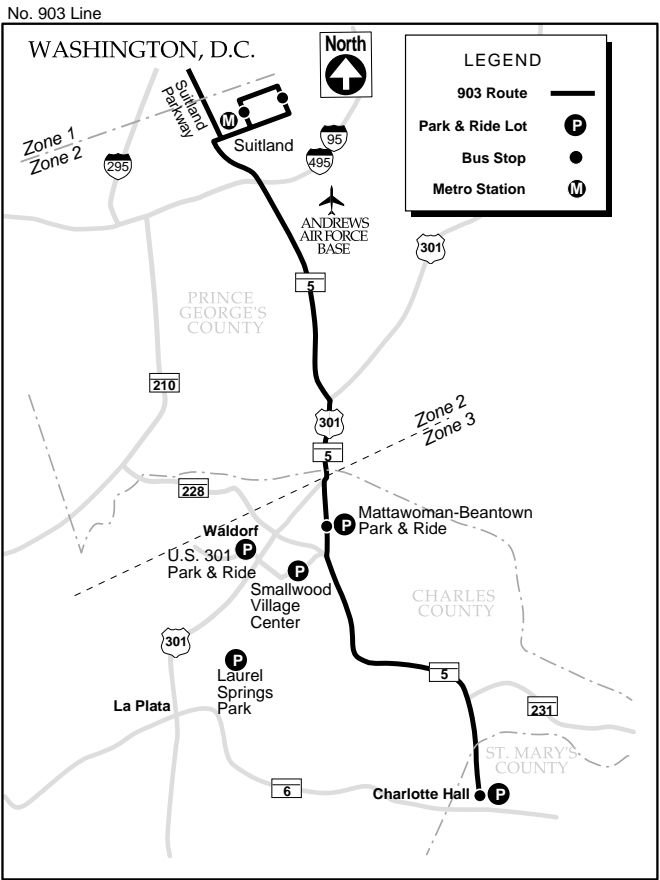 No. 903 Line
WASHINGTON, D.C.
North
LEGEND
903 Route
Park & Ride Lot P
Bus Stop
Metro Station M
Suitland
Parkway
M
Suitland
Zone 1
Zone 2
295
95
495
ANDREWS
AIR FORCE
BASE
301
5
PRINCE
GEORGE'S
COUNTY
210
301
5
Zone 2
Zone 3
228
Mattawoman-Beantown
Park & Ride
P
Waldorf
U.S. 301
Park & Ride
P
Smallwood
Village
Center
P
CHARLES
COUNTY
301
P
Laurel
Springs
Park
5
La Plata
231
ST. MARY'S
COUNTY
6
Charlotte Hall
P